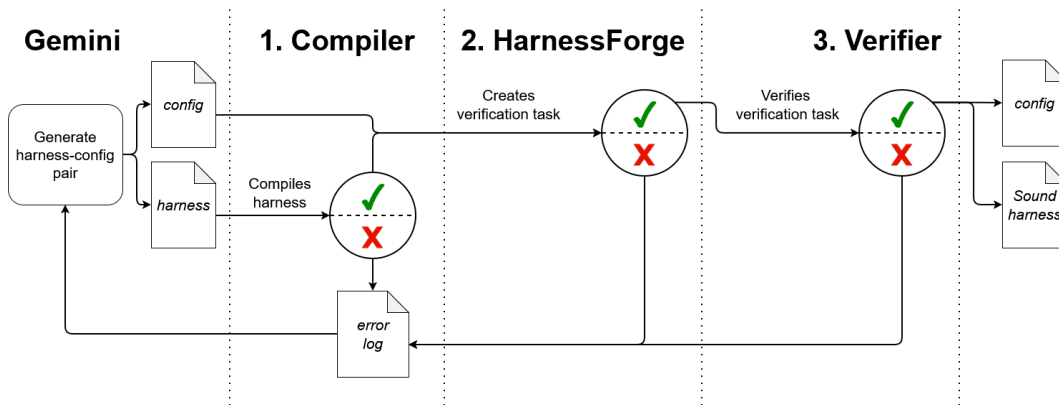 Gemini
1. Compiler
2. HarnessForge
3. Verifier
Generate
harness-config
pair
config
harness
Compiles
harness
error
log
Creates
verification task
Verifies
verification task
config
Sound
harness